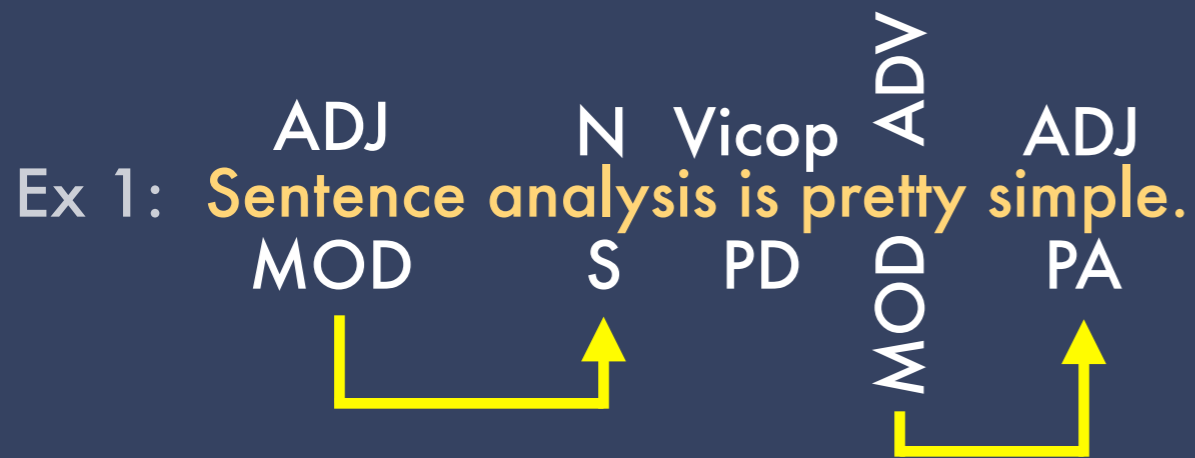 ADJ N Vicop ADV ADJ
Ex 1: Sentence analysis is pretty simple.
MOD S PD MOD PA